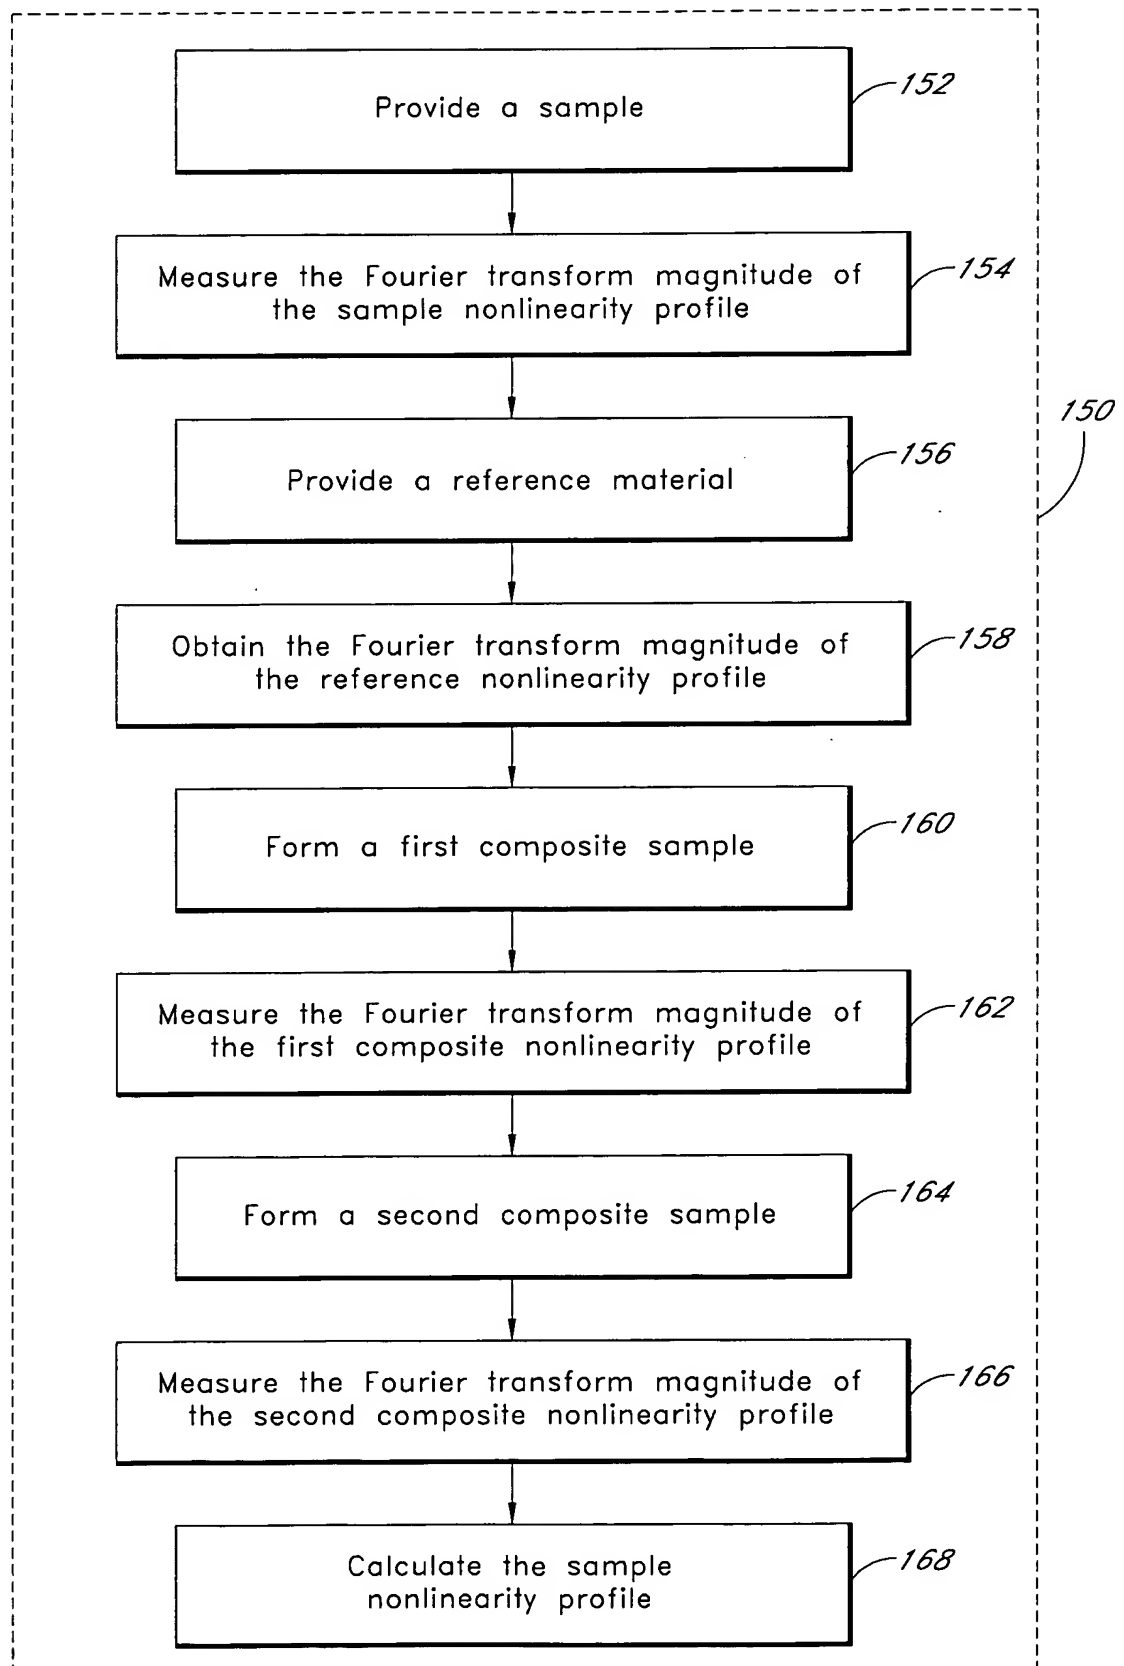 Provide a sample
152
Measure the Fourier transform magnitude of
the sample nonlinearity profile
154
150
Provide a reference material
156
Obtain the Fourier transform magnitude of
the reference nonlinearity profile
158
Form a first composite sample
160
Measure the Fourier transform magnitude of
the first composite nonlinearity profile
162
Form a second composite sample
164
Measure the Fourier transform magnitude of
the second composite nonlinearity profile
166
Calculate the sample
nonlinearity profile
168